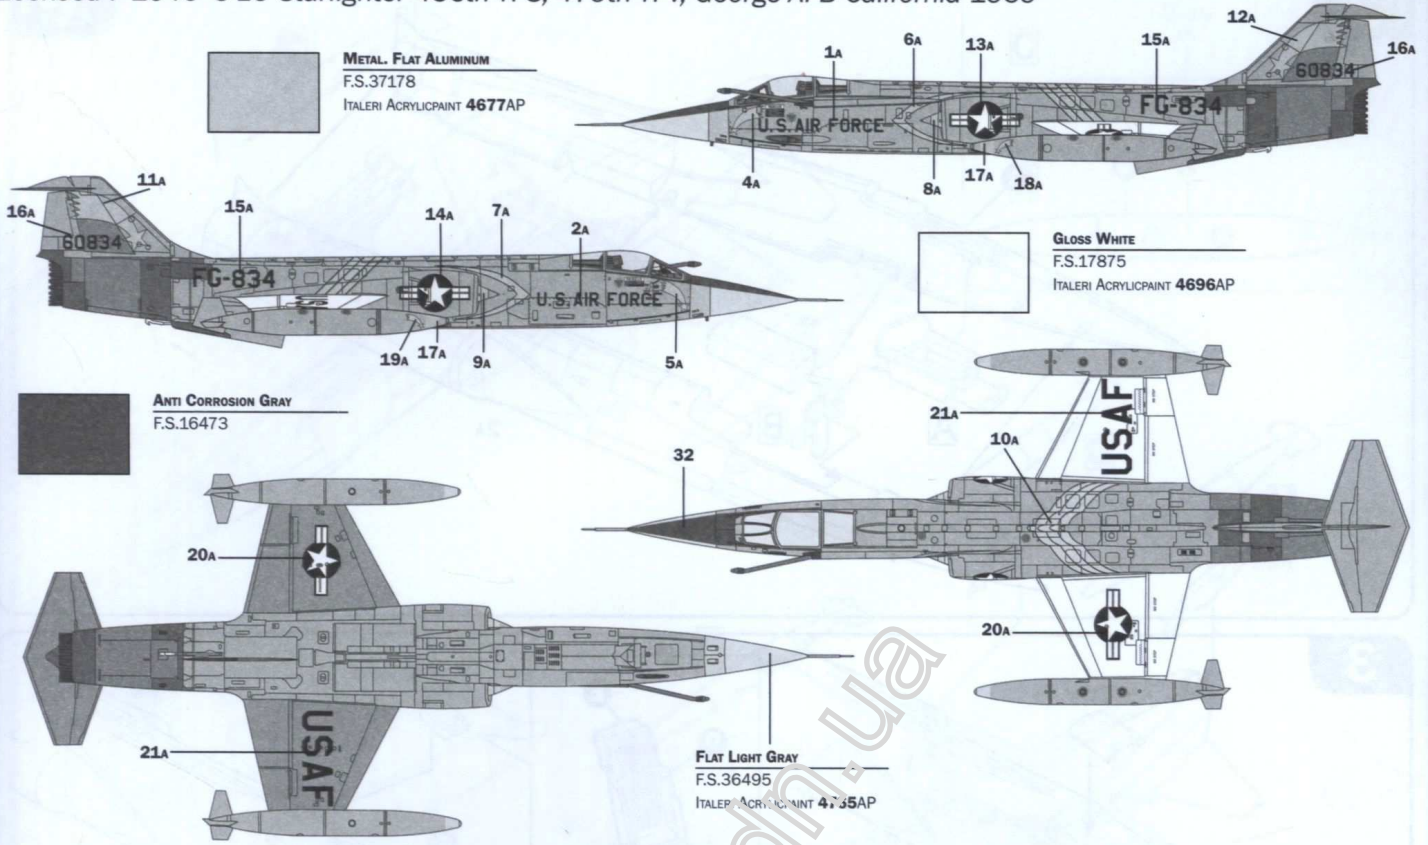 METAL. FLAT ALUMINUM
F.S.37178
ITALERI ACRYLICPAINT 4677AP
1A
6A
13A
15A
12A
16A
60834
FG-834
U.S. AIR FORCE
4A
8A
17A
18A
11A
16A
15A
14A
7A
2A
60834
FG-834
U.S. AIR FORCE
19A
17A
9A
5A
GLOSS WHITE
F.S.17875
ITALERI ACRYLICPAINT 4696AP
ANTI CORROSION GRAY
F.S.16473
21A
USAF
10A
32
20A
20A
21A
USAF
FLAT LIGHT GRAY
F.S.36495
dn.ua
3